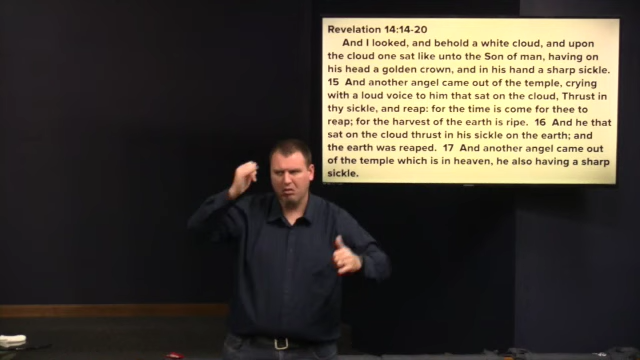 Revelation 14:14-20
And I looked, and behold a white cloud, and upon
the cloud one sat like unto the Son of man, having on
his head a golden crown, and in his hand a sharp sickle.
15 And another angel came out of the temple, crying
with a loud voice to him that sat on the cloud, Thrust in
thy sickle, and reap: for the time is come for thee to
reap; for the harvest of the earth is ripe. 16 And he that
sat on the cloud thrust in his sickle on the earth; and
the earth was reaped. 17 And another angel came out
of the temple which is in heaven, he also having a sharp
sickle.